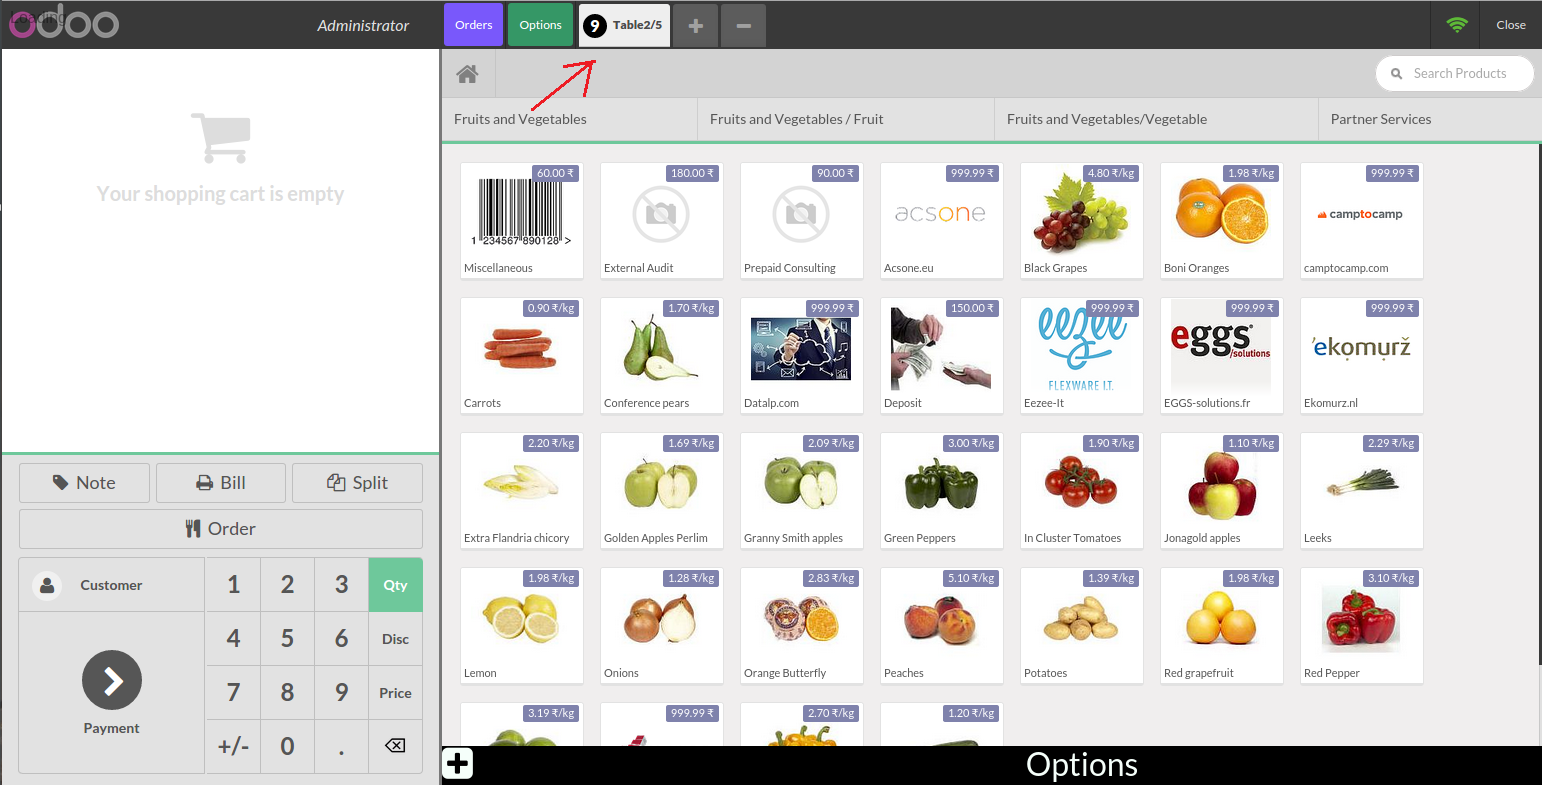 odoo
Administrator
Orders
Options
9 Table2/5
Close
Search Products
Fruits and Vegetables
Fruits and Vegetables / Fruit
Fruits and Vegetables/Vegetable
Partner Services
Your shopping cart is empty
60.00 ₹
180.00 ₹
90.00 ₹
999.99 ₹
4.80 ₹/kg
1.98 ₹/kg
999.99 ₹
1 234567 890128 >
acsone
camptocamp
Miscellaneous
External Audit
Prepaid Consulting
Acsone.eu
Black Grapes
Boni Oranges
camptocamp.com
0.90 ₹/kg
1.70 ₹/kg
999.99 ₹
150.00 ₹
999.99 ₹
999.99 ₹
999.99 ₹
eezee
FLEXWARE I.T.
eggs
/solutions
'ekomurž
Carrots
Conference pears
Datalp.com
Deposit
Eezee-It
EGGS-solutions.fr
Ekomurz.nl
2.20 ₹/kg
1.69 ₹/kg
2.09 ₹/kg
3.00 ₹/kg
1.90 ₹/kg
1.10 ₹/kg
2.29 ₹/kg
Extra Flandria chicory
Golden Apples Perlim
Granny Smith apples
Green Peppers
In Cluster Tomatoes
Jonagold apples
Leeks
1.98 ₹/kg
1.28 ₹/kg
2.83 ₹/kg
5.10 ₹/kg
1.39 ₹/kg
1.98 ₹/kg
3.10 ₹/kg
Lemon
Onions
Orange Butterfly
Peaches
Potatoes
Red grapefruit
Red Pepper
3.19 ₹/kg
999.99 ₹
2.70 ₹/kg
1.20 ₹/kg
Note
Bill
Split
Order
Customer
1 2 3 Qty
4 5 6 Disc
7 8 9 Price
Payment
+/- 0 .
Options